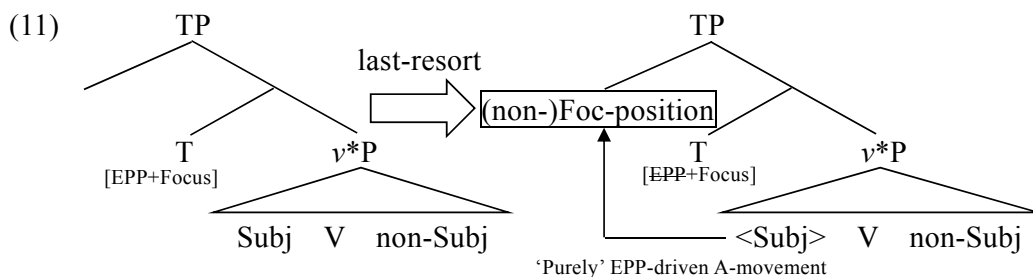 (11) TP TP
last-resort
(non-)Foc-position
T T
v*P v*P
[EPP+Focus] [EPP+Focus]
Subj V non-Subj <Subj> V non-Subj
‘Purely’ EPP-driven A-movement